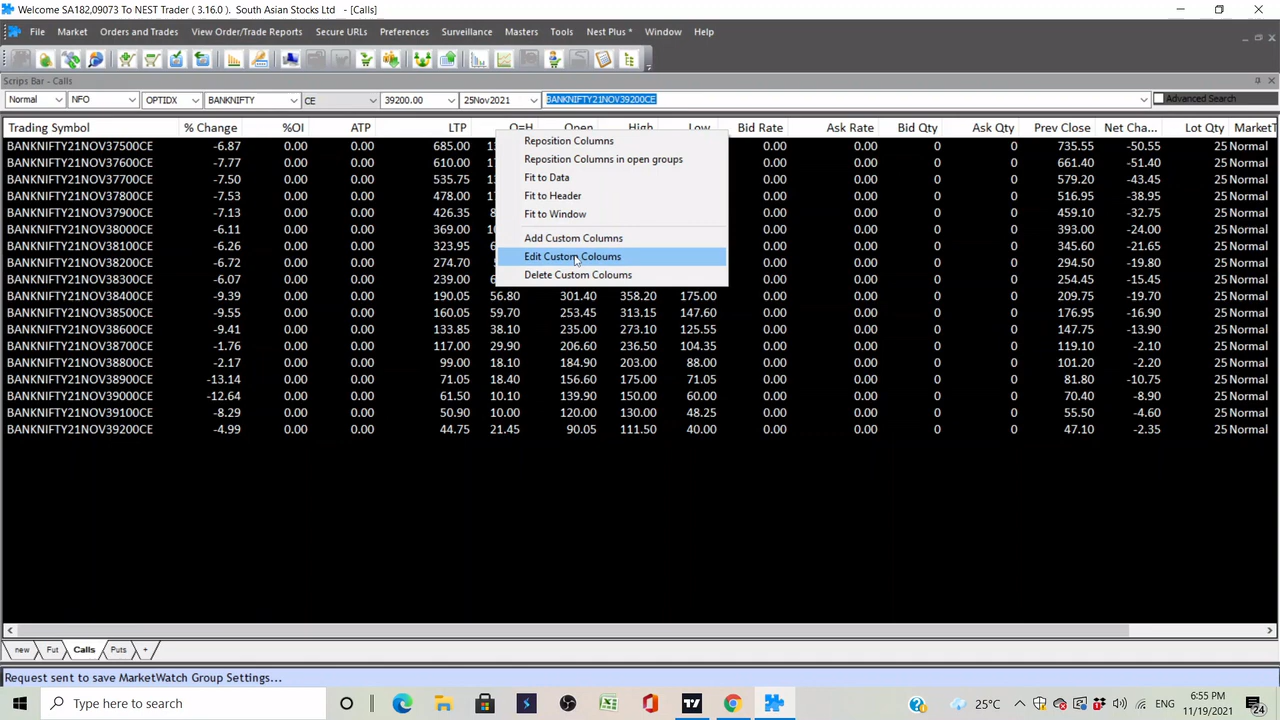 Welcome SA182,09073 To NEST Trader ( 3.16.0 ).  South Asian Stocks Ltd  - [Calls]
File Market Orders and Trades View Order/Trade Reports Secure URLs Preferences Surveillance Masters Tools Nest Plus * Window Help
Scrips Bar - Calls
Normal NFO OPTIDX BANKNIFTY CE 39200.00 25Nov2021 BANKNIFTY21NOV39200CE Advanced Search
Trading Symbol % Change %OI ATP LTP O=H Open High Low Bid Rate Ask Rate Bid Qty Ask Qty Prev Close Net Cha... Lot Qty MarketT
BANKNIFTY21NOV37500CE -6.87 0.00 0.00 685.00 0.00 0.00 0 0 735.55 -50.55 25 Normal
BANKNIFTY21NOV37600CE -7.77 0.00 0.00 610.00 0.00 0.00 0 0 661.40 -51.40 25 Normal
BANKNIFTY21NOV37700CE -7.50 0.00 0.00 535.75 0.00 0.00 0 0 579.20 -43.45 25 Normal
BANKNIFTY21NOV37800CE -7.53 0.00 0.00 478.00 0.00 0.00 0 0 516.95 -38.95 25 Normal
BANKNIFTY21NOV37900CE -7.13 0.00 0.00 426.35 0.00 0.00 0 0 459.10 -32.75 25 Normal
BANKNIFTY21NOV38000CE -6.11 0.00 0.00 369.00 0.00 0.00 0 0 393.00 -24.00 25 Normal
BANKNIFTY21NOV38100CE -6.26 0.00 0.00 323.95 0.00 0.00 0 0 345.60 -21.65 25 Normal
BANKNIFTY21NOV38200CE -6.72 0.00 0.00 274.70 0.00 0.00 0 0 294.50 -19.80 25 Normal
BANKNIFTY21NOV38300CE -6.07 0.00 0.00 239.00 0.00 0.00 0 0 254.45 -15.45 25 Normal
BANKNIFTY21NOV38400CE -9.39 0.00 0.00 190.05 56.80 301.40 358.20 175.00 0.00 0.00 0 0 209.75 -19.70 25 Normal
BANKNIFTY21NOV38500CE -9.55 0.00 0.00 160.05 59.70 253.45 313.15 147.60 0.00 0.00 0 0 176.95 -16.90 25 Normal
BANKNIFTY21NOV38600CE -9.41 0.00 0.00 133.85 38.10 235.00 273.10 125.55 0.00 0.00 0 0 147.75 -13.90 25 Normal
BANKNIFTY21NOV38700CE -1.76 0.00 0.00 117.00 29.90 206.60 236.50 104.35 0.00 0.00 0 0 119.10 -2.10 25 Normal
BANKNIFTY21NOV38800CE -2.17 0.00 0.00 99.00 18.10 184.90 203.00 88.00 0.00 0.00 0 0 101.20 -2.20 25 Normal
BANKNIFTY21NOV38900CE -13.14 0.00 0.00 71.05 18.40 156.60 175.00 71.05 0.00 0.00 0 0 81.80 -10.75 25 Normal
BANKNIFTY21NOV39000CE -12.64 0.00 0.00 61.50 10.10 139.90 150.00 60.00 0.00 0.00 0 0 70.40 -8.90 25 Normal
BANKNIFTY21NOV39100CE -8.29 0.00 0.00 50.90 10.00 120.00 130.00 48.25 0.00 0.00 0 0 55.50 -4.60 25 Normal
BANKNIFTY21NOV39200CE -4.99 0.00 0.00 44.75 21.45 90.05 111.50 40.00 0.00 0.00 0 0 47.10 -2.35 25 Normal
Reposition Columns
Reposition Columns in open groups
Fit to Data
Fit to Header
Fit to Window
Add Custom Columns
Edit Custom Coloums
Delete Custom Coloums
new Fut Calls Puts +
Request sent to save MarketWatch Group Settings...
Type here to search 25°C ENG 6:55 PM
11/19/2021 24